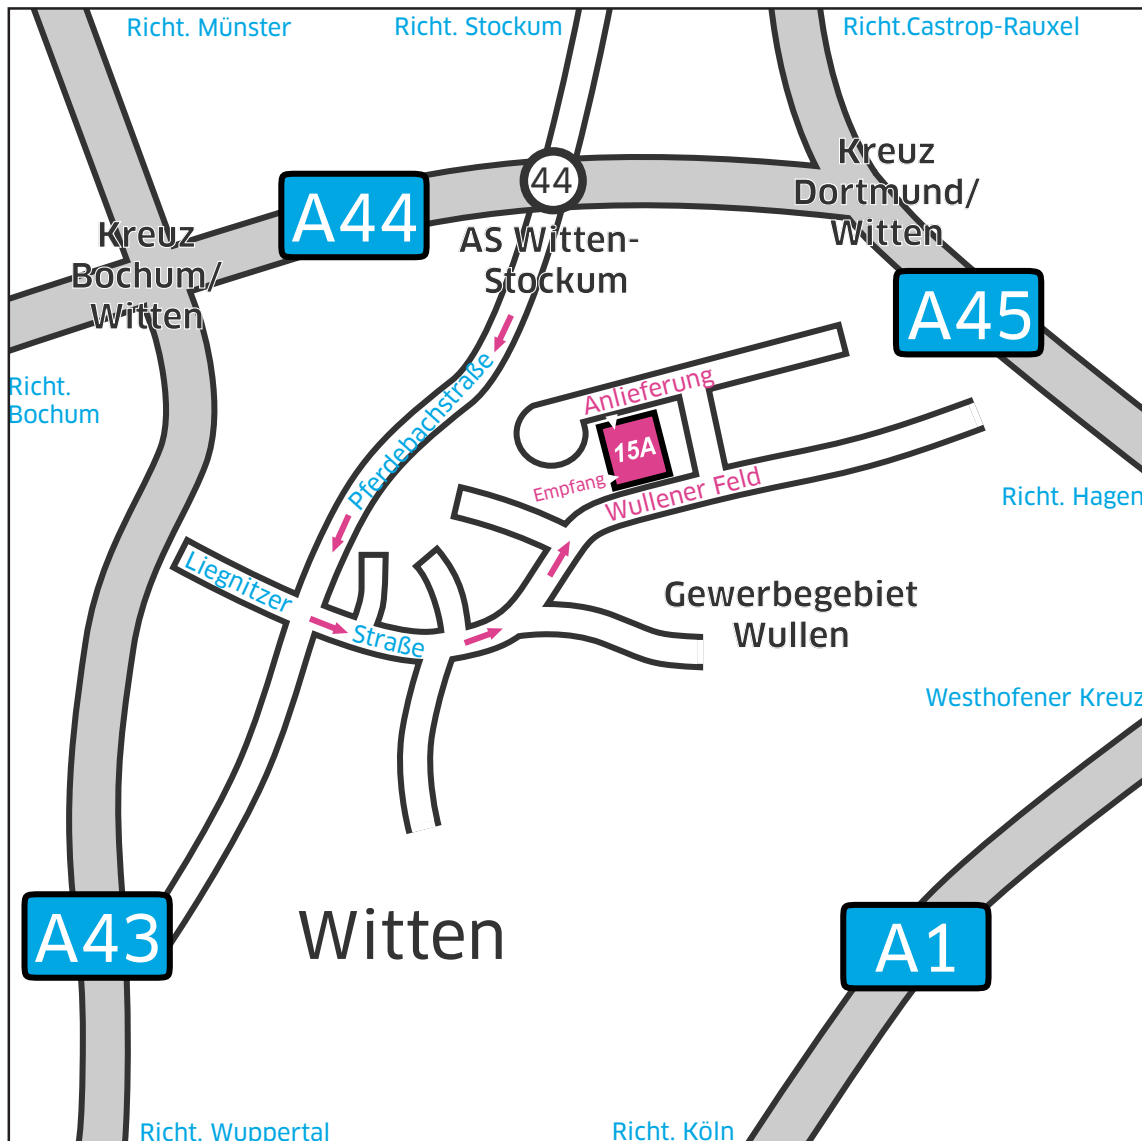 Richt. Münster
Richt. Stockum
Richt.Castrop-Rauxel
Kreuz
Dortmund/
Witten
44
A44
Kreuz
Bochum/
Witten
AS Witten-
Stockum
A45
Richt.
Bochum
Pferdebachstraße
Anlieferung
15A
Empfang
Wullener Feld
Richt. Hagen
Liegnitzer
Straße
Gewerbegebiet
Wullen
Westhofener Kreuz
A43
Witten
A1
Richt. Wuppertal
Richt. Köln